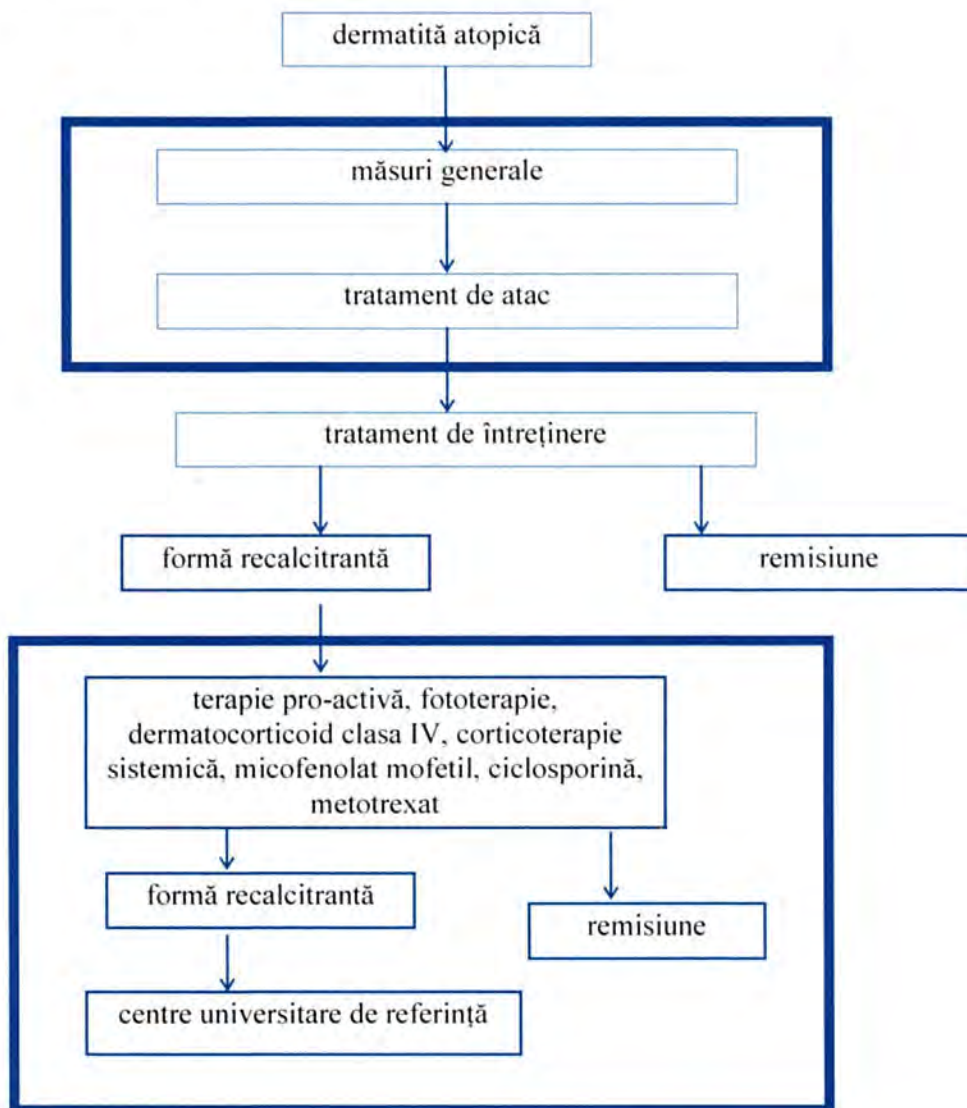 dermatită atopică
măsuri generale
tratament de atac
tratament de întreținere
formă recalcitrantă
remisiune
terapie pro-activă, fototerapie,
dermatocorticoid clasa IV, corticoterapie
sistemică, micofenolat mofetil, ciclosporină,
metotrexat
formă recalcitrantă
remisiune
centre universitare de referință